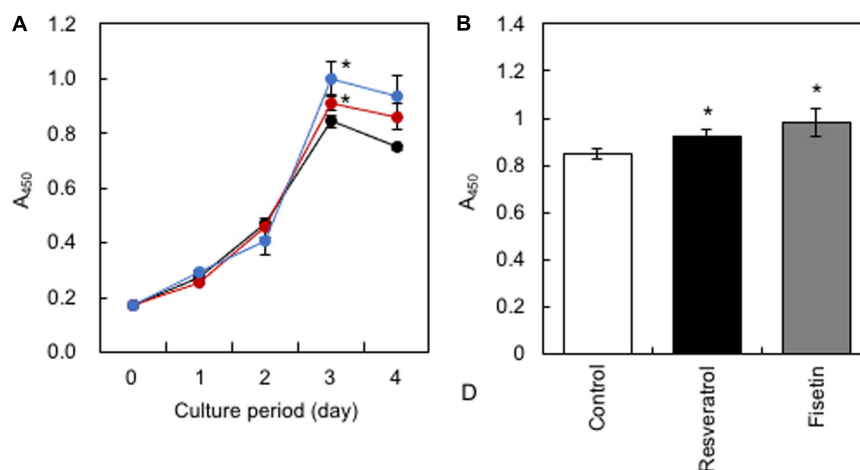 A
1.2
1.0
0.8
0.6
0.4
0.2
0.0
A450
*
*
0 1 2 3 4
Culture period (day)
B
1.4
1.2
1
0.8
0.6
0.4
0.2
0
A450
*
*
Control
Resveratrol
Fisetin
D